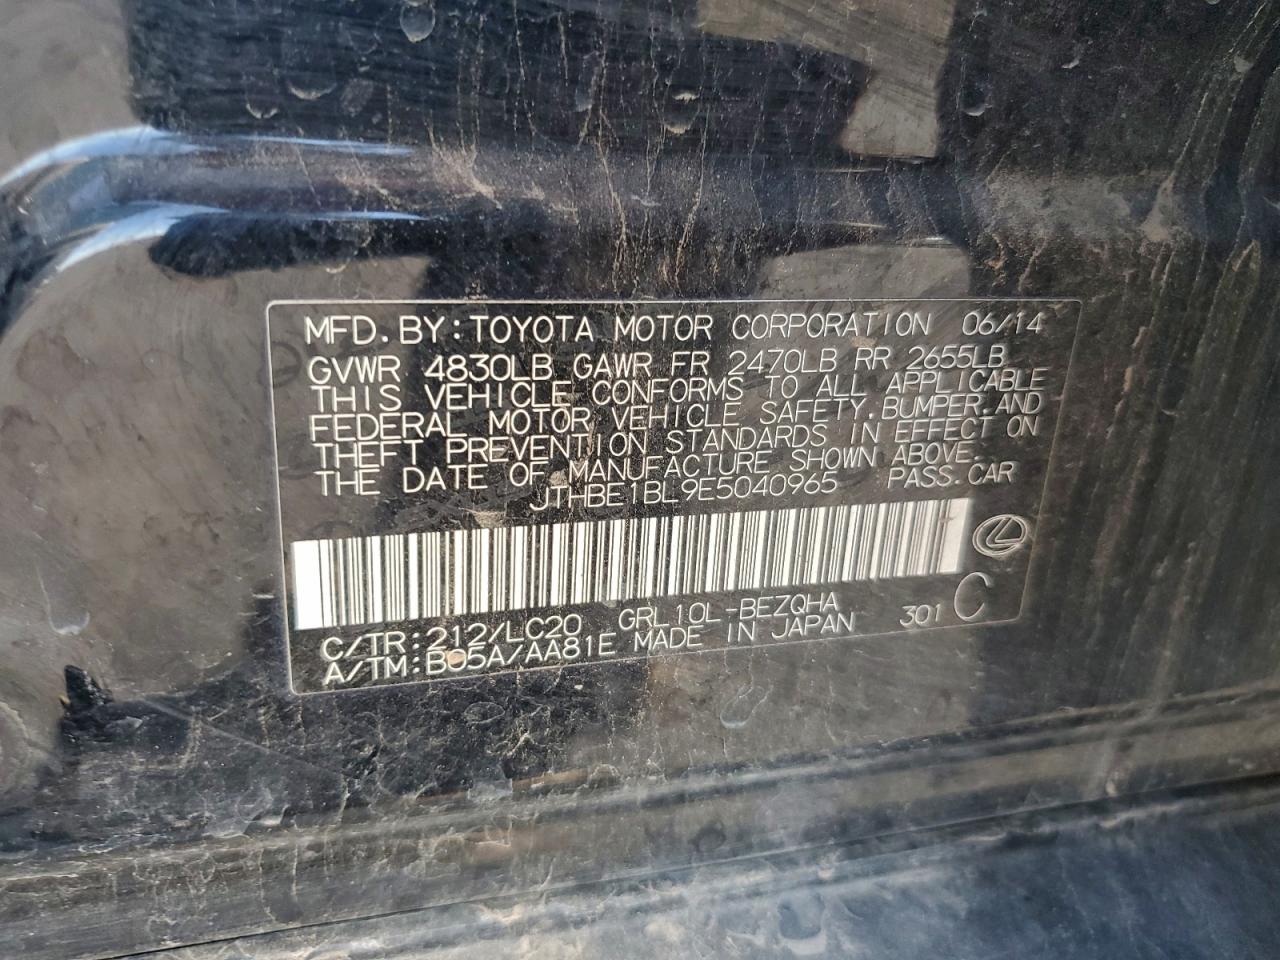 MFD. BY: TOYOTA MOTOR CORPORATION 06/14
GVWR 4830LB GAWR FR 2470LB RR 2655LB
THIS VEHICLE CONFORMS TO ALL APPLICABLE
FEDERAL MOTOR VEHICLE SAFETY, BUMPER, AND
THEFT PREVENTION STANDARDS IN EFFECT ON
THE DATE OF MANUFACTURE SHOWN ABOVE.
JTHBE1BL9E5040965 PASS. CAR
C/TR: 212/LC20 GRL10L-BEZQHA 301 C
A/TM: B05A/AA81E MADE IN JAPAN